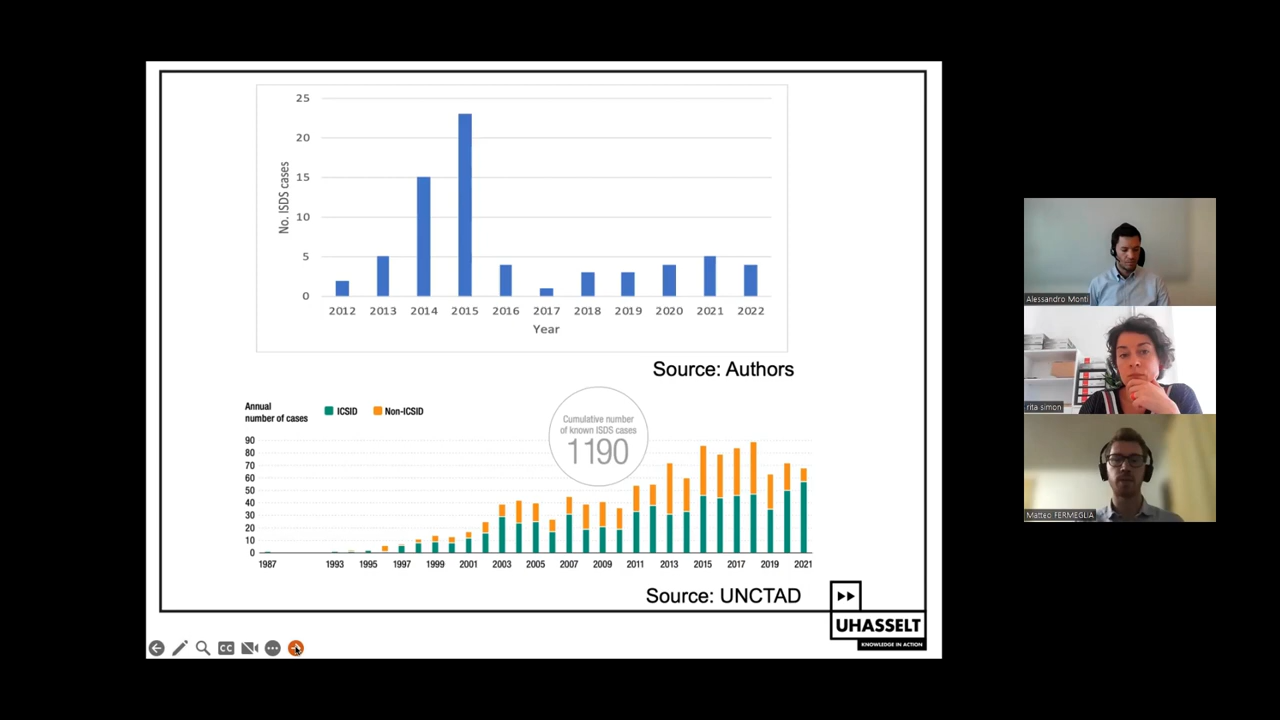 25
20
15
10
5
0
No. ISDS cases
2012 2013 2014 2015 2016 2017 2018 2019 2020 2021 2022
Year
Source: Authors
Annual
number of cases
ICSID
Non-ICSID
Cumulative number
of known ISDS cases
1190
90
80
70
60
50
40
30
20
10
0
1987 1993 1995 1997 1999 2001 2003 2005 2007 2009 2011 2013 2015 2017 2019 2021
Source: UNCTAD
UHASSELT
KNOWLEDGE IN ACTION
CC
Alessandro Monti
rita simon
Matteo FERMEGLIA